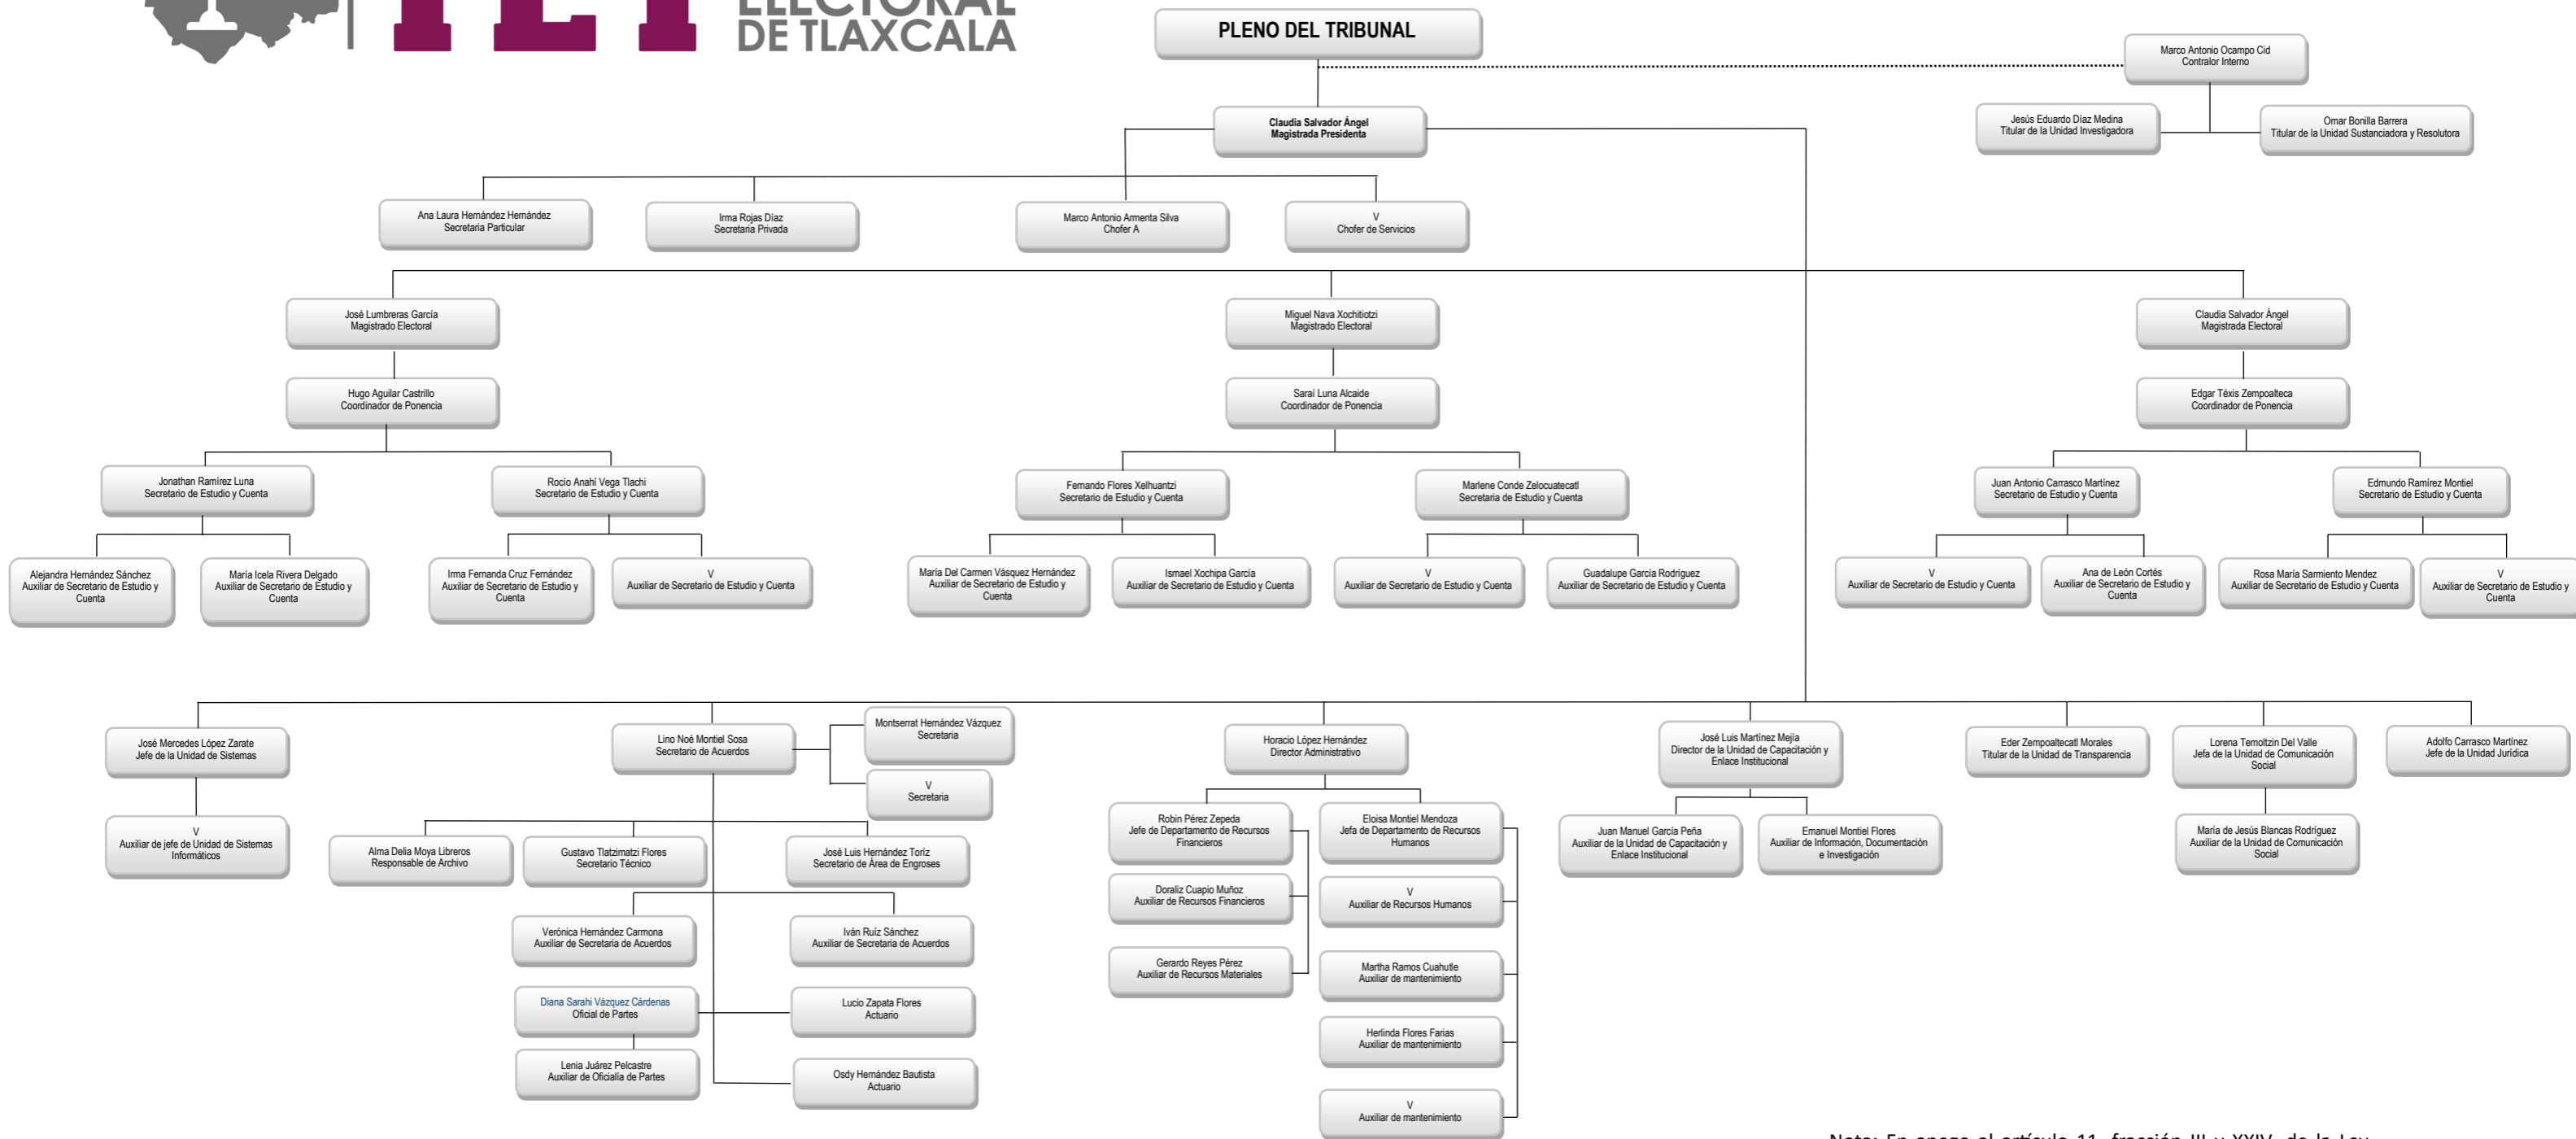 TET
ELECTORAL
DE TLAXCALA
PLENO DEL TRIBUNAL
Marco Antonio Ocampo Cid
Contralor Interno
Jesús Eduardo Díaz Medina
Titular de la Unidad Investigadora
Omar Bonilla Barrera
Titular de la Unidad Sustanciadora y Resolutora
Claudia Salvador Ángel
Magistrada Presidenta
Ana Laura Hernández Hernández
Secretaria Particular
Irma Rojas Díaz
Secretaria Privada
Marco Antonio Armenta Silva
Chofer A
V
Chofer de Servicios
José Lumbreras García
Magistrado Electoral
Miguel Nava Xochitiotzi
Magistrado Electoral
Claudia Salvador Ángel
Magistrada Electoral
Hugo Aguilar Castrillo
Coordinador de Ponencia
Saraí Luna Alcaide
Coordinador de Ponencia
Edgar Téxis Zempoalteca
Coordinador de Ponencia
Jonathan Ramírez Luna
Secretario de Estudio y Cuenta
Rocío Anahí Vega Tlachi
Secretario de Estudio y Cuenta
Fernando Flores Xelhuantzi
Secretario de Estudio y Cuenta
Marlene Conde Zelocuatecatl
Secretaria de Estudio y Cuenta
Juan Antonio Carrasco Martínez
Secretario de Estudio y Cuenta
Edmundo Ramírez Montiel
Secretario de Estudio y Cuenta
Alejandra Hernández Sánchez
Auxiliar de Secretario de Estudio y
Cuenta
María Icela Rivera Delgado
Auxiliar de Secretario de Estudio y
Cuenta
Irma Fernanda Cruz Fernández
Auxiliar de Secretario de Estudio y
Cuenta
V
Auxiliar de Secretario de Estudio y Cuenta
María Del Carmen Vásquez Hernández
Auxiliar de Secretario de Estudio y
Cuenta
Ismael Xochipa García
Auxiliar de Secretario de Estudio y Cuenta
V
Auxiliar de Secretario de Estudio y Cuenta
Guadalupe García Rodríguez
Auxiliar de Secretario de Estudio y Cuenta
V
Auxiliar de Secretario de Estudio y Cuenta
Ana de León Cortés
Auxiliar de Secretario de Estudio y
Cuenta
Rosa María Sarmiento Mendez
Auxiliar de Secretario de Estudio y Cuenta
V
Auxiliar de Secretario de Estudio y
Cuenta
José Mercedes López Zarate
Jefe de la Unidad de Sistemas
V
Auxiliar de jefe de Unidad de Sistemas
Informáticos
Lino Noé Montiel Sosa
Secretario de Acuerdos
Montserrat Hernández Vázquez
Secretaria
V
Secretaria
Alma Delia Moya Libreros
Responsable de Archivo
Gustavo Tlatzimatzi Flores
Secretario Técnico
José Luis Hernández Toríz
Secretario de Área de Engroses
Verónica Hernández Carmona
Auxiliar de Secretaria de Acuerdos
Iván Ruíz Sánchez
Auxiliar de Secretaria de Acuerdos
Diana Sarahi Vázquez Cárdenas
Oficial de Partes
Lucio Zapata Flores
Actuario
Lenia Juárez Pelcastre
Auxiliar de Oficialía de Partes
Osdy Hernández Bautista
Actuario
Horacio López Hernández
Director Administrativo
Robin Pérez Zepeda
Jefe de Departamento de Recursos
Financieros
Doraliz Cuapio Muñoz
Auxiliar de Recursos Financieros
Gerardo Reyes Pérez
Auxiliar de Recursos Materiales
Eloisa Montiel Mendoza
Jefa de Departamento de Recursos
Humanos
V
Auxiliar de Recursos Humanos
Martha Ramos Cuahutle
Auxiliar de mantenimiento
Herlinda Flores Farias
Auxiliar de mantenimiento
V
Auxiliar de mantenimiento
José Luis Martínez Mejía
Director de la Unidad de Capacitación y
Enlace Institucional
Juan Manuel García Peña
Auxiliar de la Unidad de Capacitación y
Enlace Institucional
Emanuel Montiel Flores
Auxiliar de Información, Documentación
e Investigación
Eder Zempoaltecatl Morales
Titular de la Unidad de Transparencia
Lorena Temoltzin Del Valle
Jefa de la Unidad de Comunicación
Social
María de Jesús Blancas Rodríguez
Auxiliar de la Unidad de Comunicación
Social
Adolfo Carrasco Martínez
Jefe de la Unidad Jurídica
Nota: En apego al artículo 11, fracción III y XXIV, de la Ley